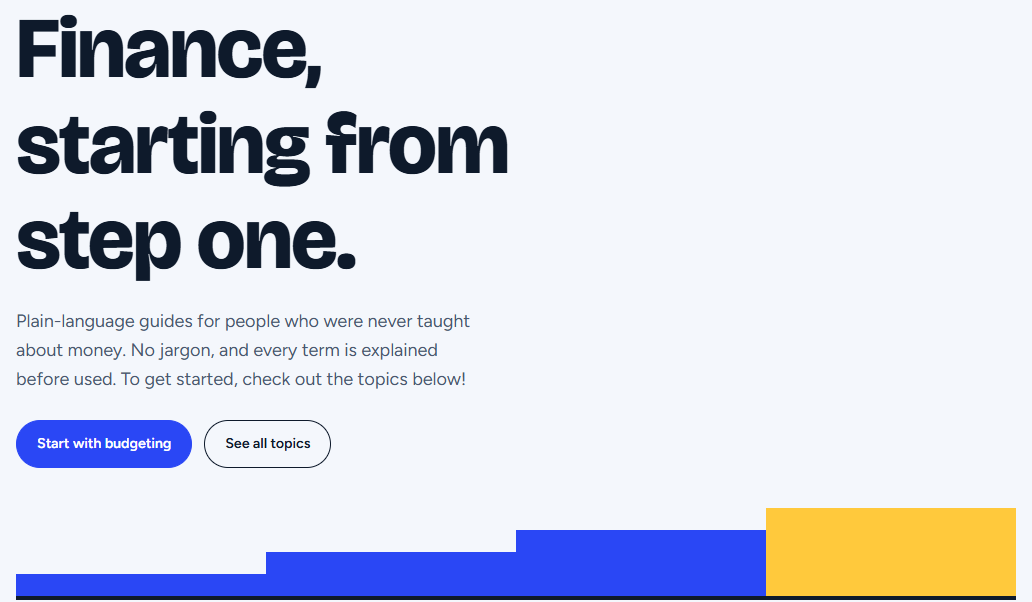 Finance,
starting from
step one.
Plain-language guides for people who were never taught
about money. No jargon, and every term is explained
before used. To get started, check out the topics below!
Start with budgeting
See all topics